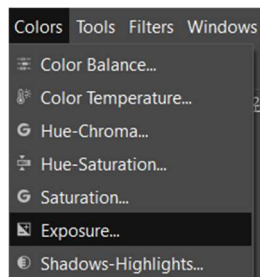 Colors Tools Filters Windows
Color Balance...
Color Temperature...
Hue-Chroma...
Hue-Saturation...
Saturation...
Exposure...
Shadows-Highlights...